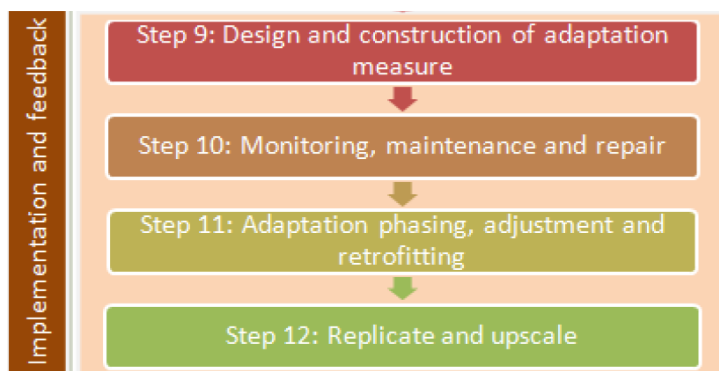 Implementation and feedback
Step 9: Design and construction of adaptation
measure
Step 10: Monitoring, maintenance and repair
Step 11: Adaptation phasing, adjustment and
retrofitting
Step 12: Replicate and upscale